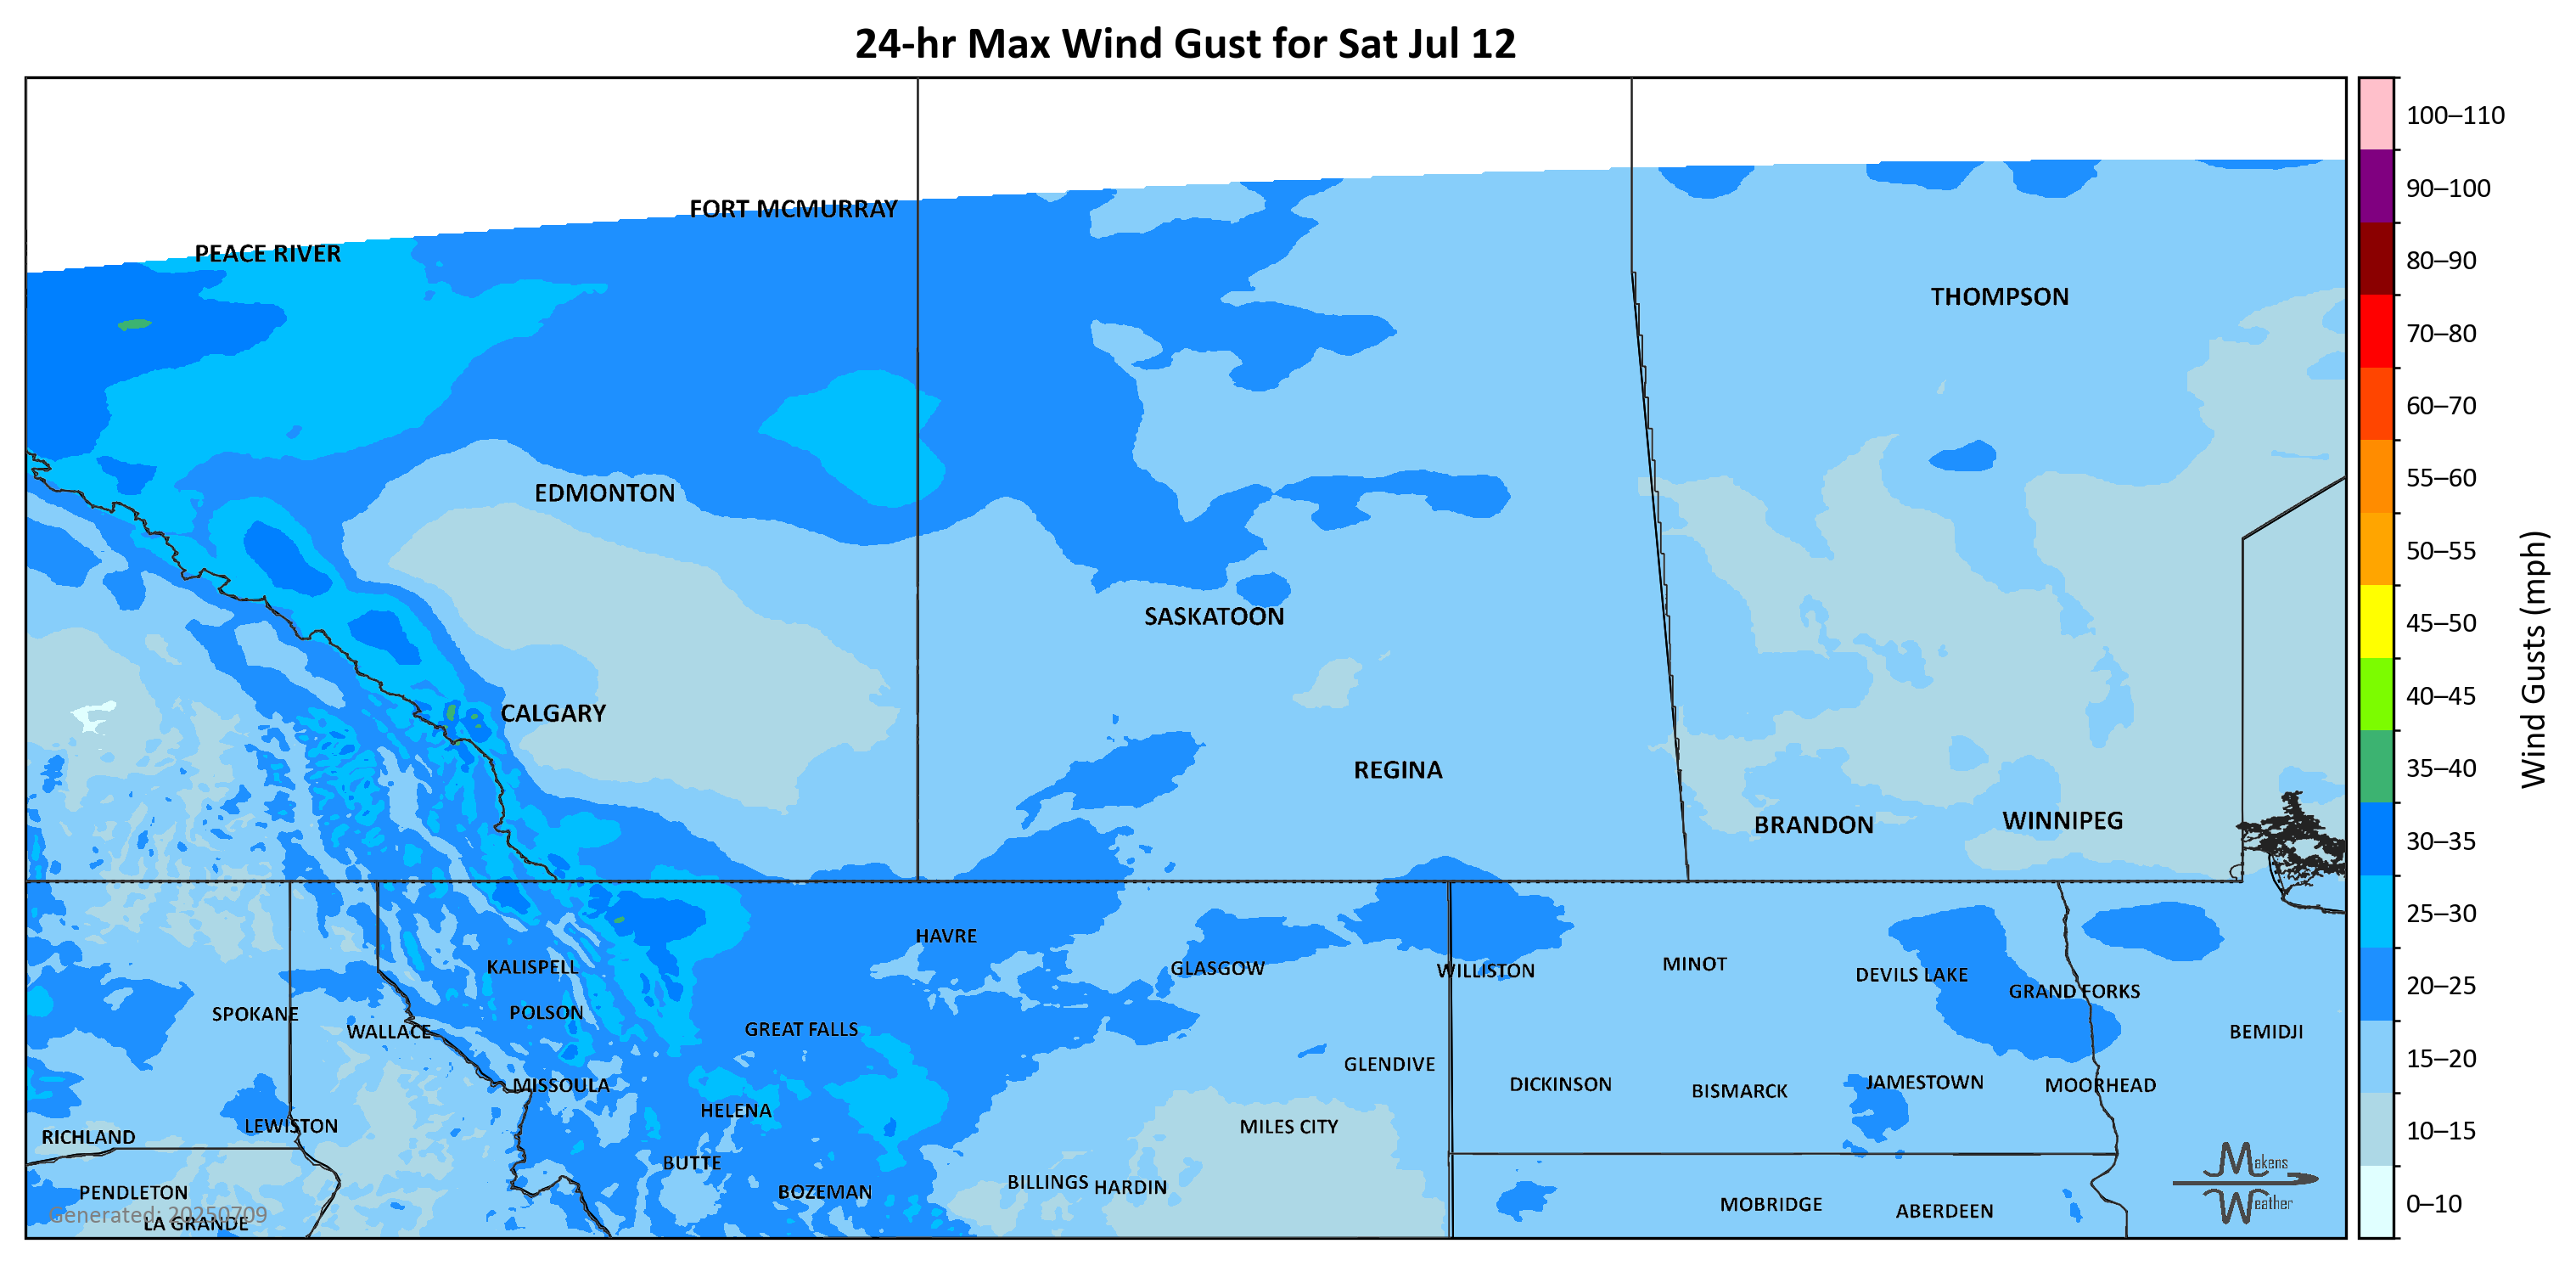 24-hr Max Wind Gust for Sat Jul 12
100–110
90–100
80–90
70–80
60–70
55–60
50–55
45–50
40–45
35–40
30–35
25–30
20–25
15–20
10–15
0–10
Wind Gusts (mph)
FORT MCMURRAY
PEACE RIVER
THOMPSON
EDMONTON
SASKATOON
CALGARY
REGINA
BRANDON
WINNIPEG
HAVRE
KALISPELL
GLASGOW
WILLISTON
MINOT
DEVILS LAKE
GRAND FORKS
SPOKANE
POLSON
WALLACE
GREAT FALLS
BEMIDJI
GLENDIVE
MISSOULA
DICKINSON
BISMARCK
JAMESTOWN
MOORHEAD
HELENA
LEWISTON
MILES CITY
RICHLAND
BUTTE
BILLINGS
HARDIN
PENDLETON
BOZEMAN
MOBRIDGE
ABERDEEN
Generated: 20250709
LA GRANDE
Makens
Weather